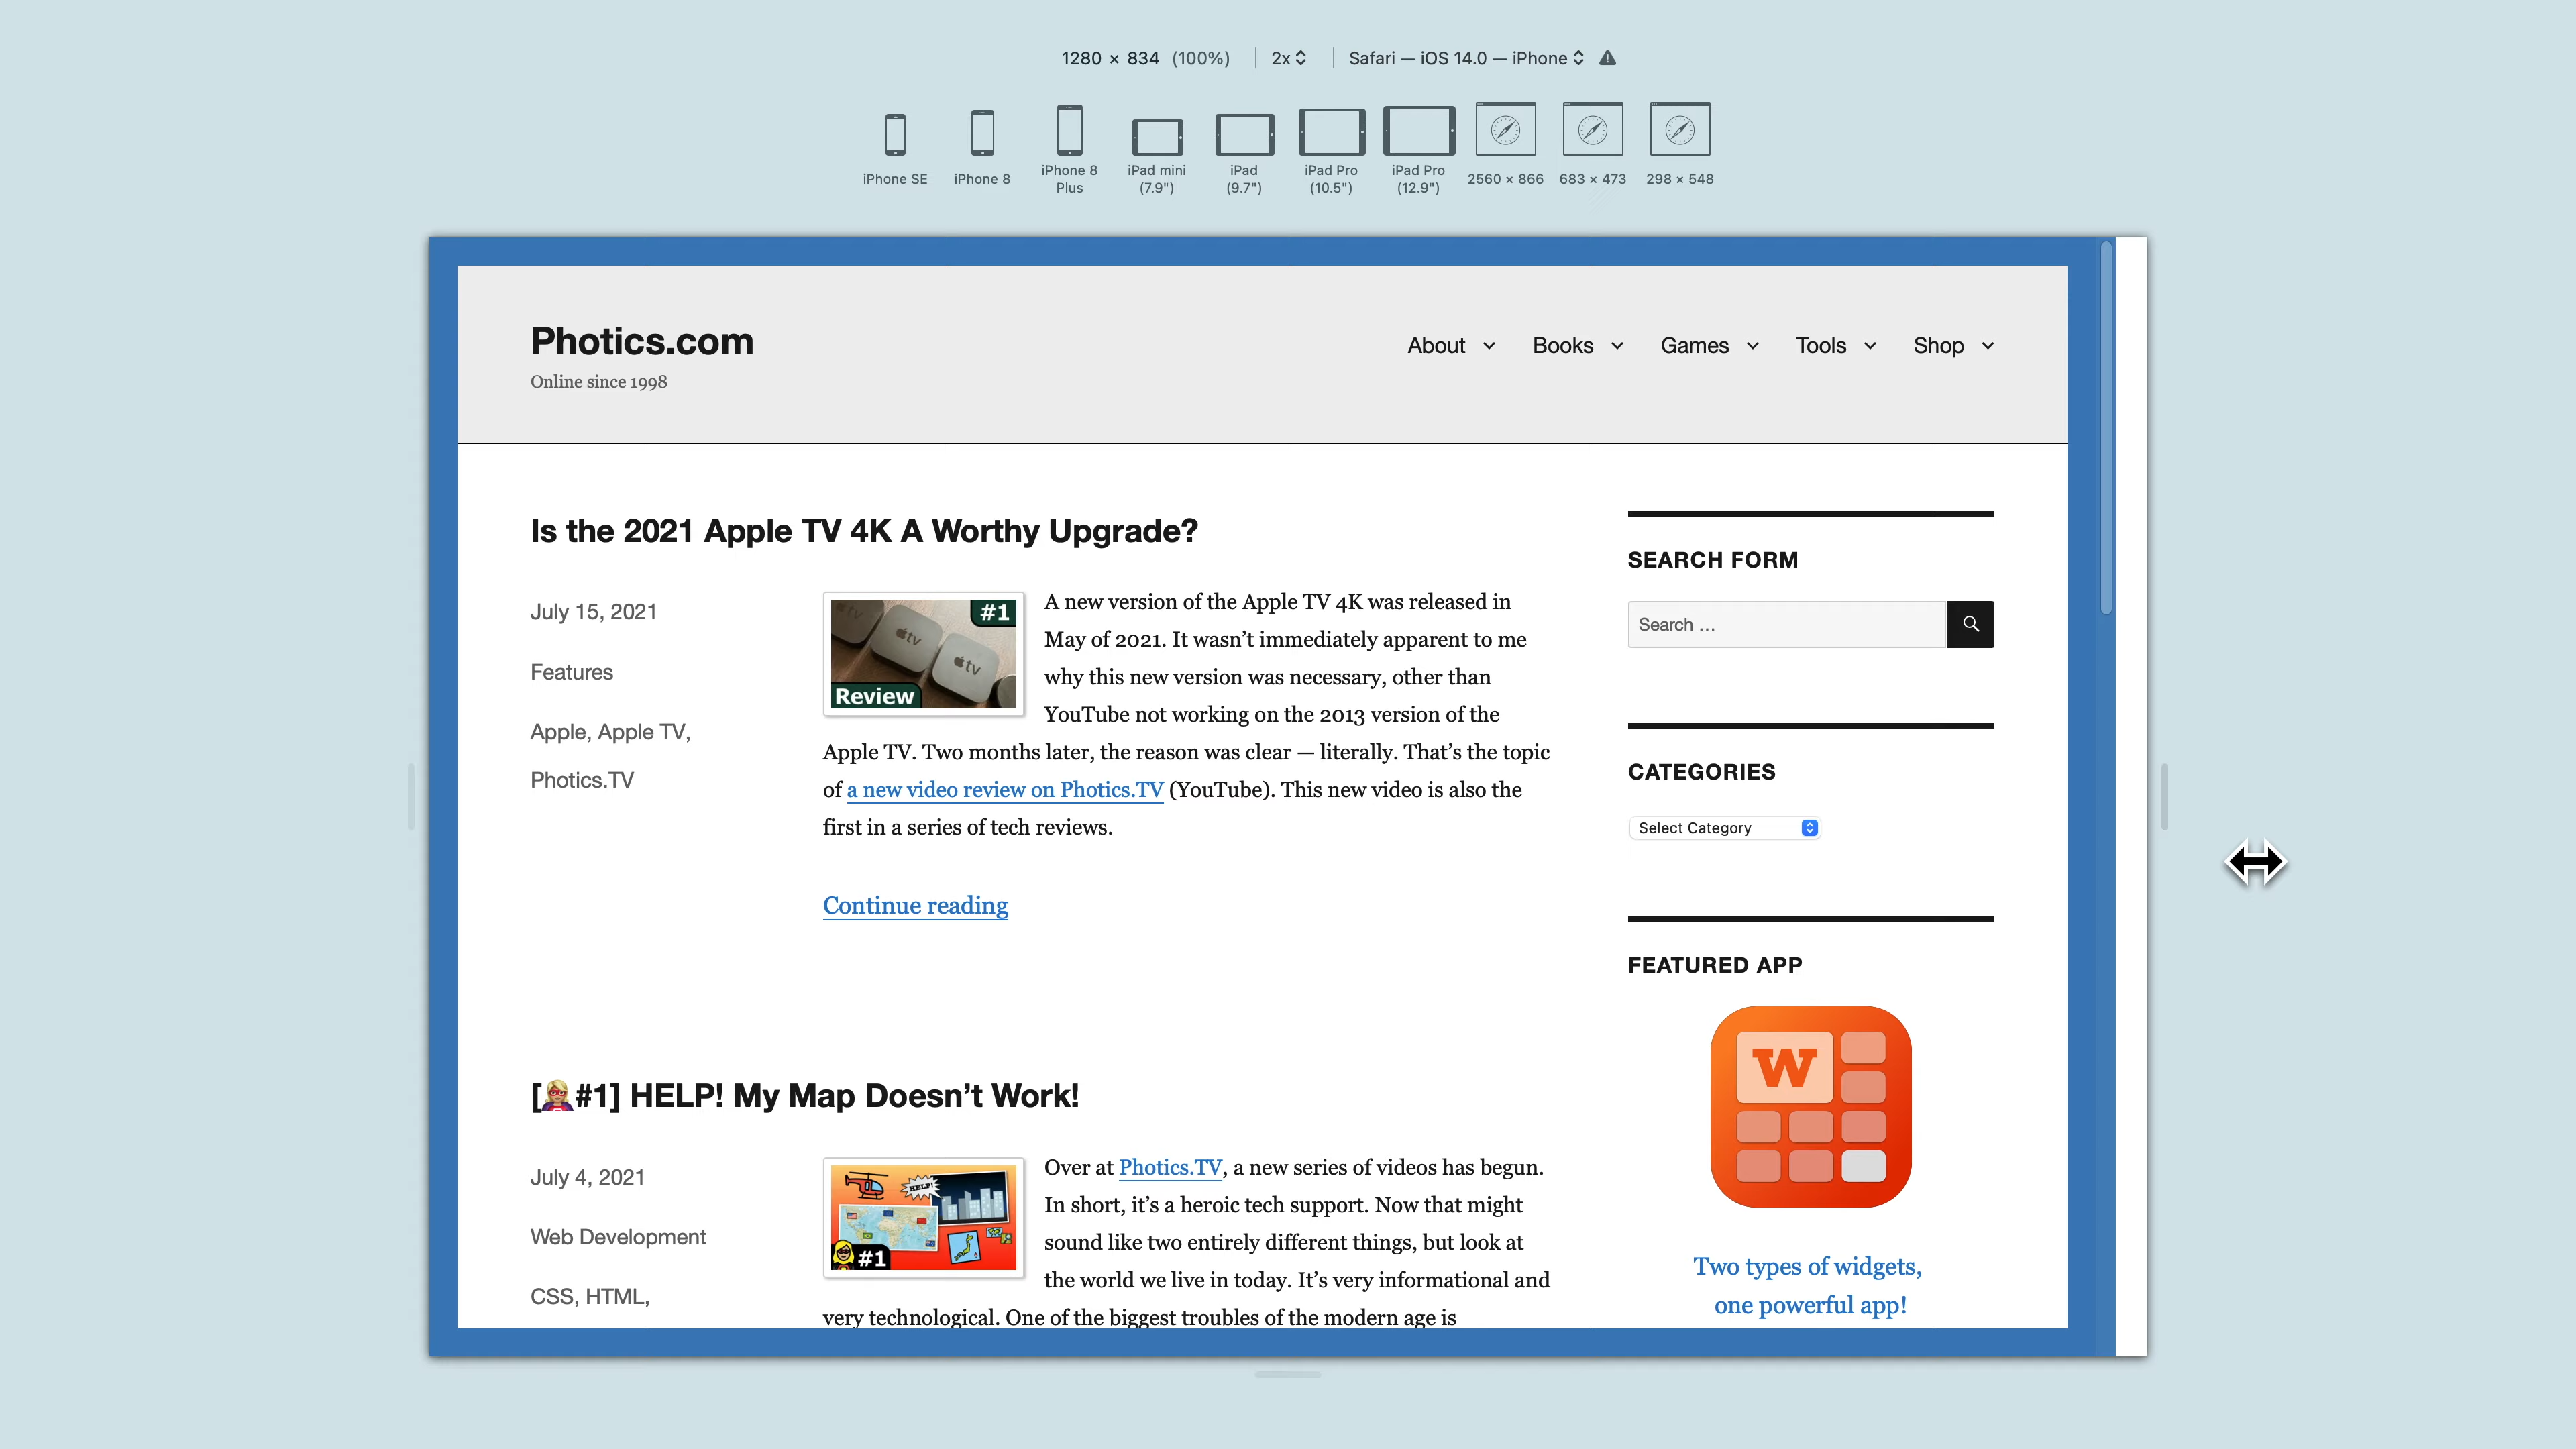 1280 × 834 (100%) 2x Safari — iOS 14.0 — iPhone
iPhone SE
iPhone 8
iPhone 8
Plus
iPad mini
(7.9")
iPad
(9.7")
iPad Pro
(10.5")
iPad Pro
(12.9")
2560 × 866
683 × 473
298 × 548
Photics.com
Online since 1998
About Books Games Tools Shop
Is the 2021 Apple TV 4K A Worthy Upgrade?
July 15, 2021
Features
Apple, Apple TV,
Photics.TV
#1
tv
tv
tv
Review
A new version of the Apple TV 4K was released in
May of 2021. It wasn’t immediately apparent to me
why this new version was necessary, other than
YouTube not working on the 2013 version of the
Apple TV. Two months later, the reason was clear — literally. That’s the topic
of a new video review on Photics.TV (YouTube). This new video is also the
first in a series of tech reviews.
Continue reading
[#1] HELP! My Map Doesn’t Work!
July 4, 2021
Web Development
CSS, HTML,
HELP!
#1
Over at Photics.TV, a new series of videos has begun.
In short, it’s a heroic tech support. Now that might
sound like two entirely different things, but look at
the world we live in today. It’s very informational and
very technological. One of the biggest troubles of the modern age is
SEARCH FORM
Search …
CATEGORIES
Select Category
FEATURED APP
W
Two types of widgets,
one powerful app!